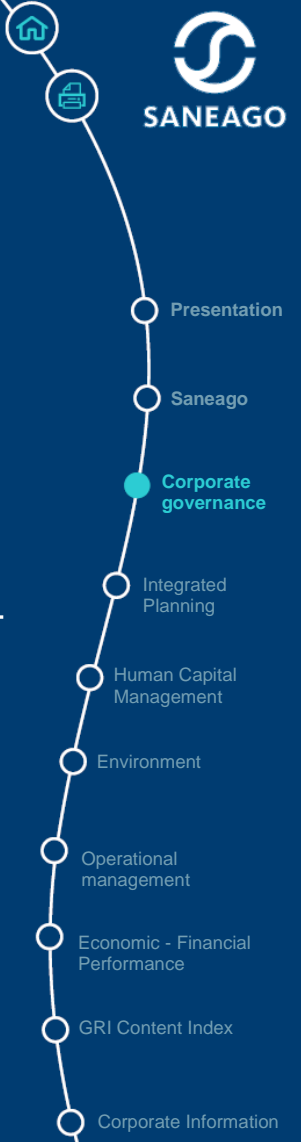 SANEAGO
Presentation
Saneago
Corporate
governance
Integrated
Planning
Human Capital
Management
Environment
Operational
management
Economic - Financial
Performance
GRI Content Index
Corporate Information